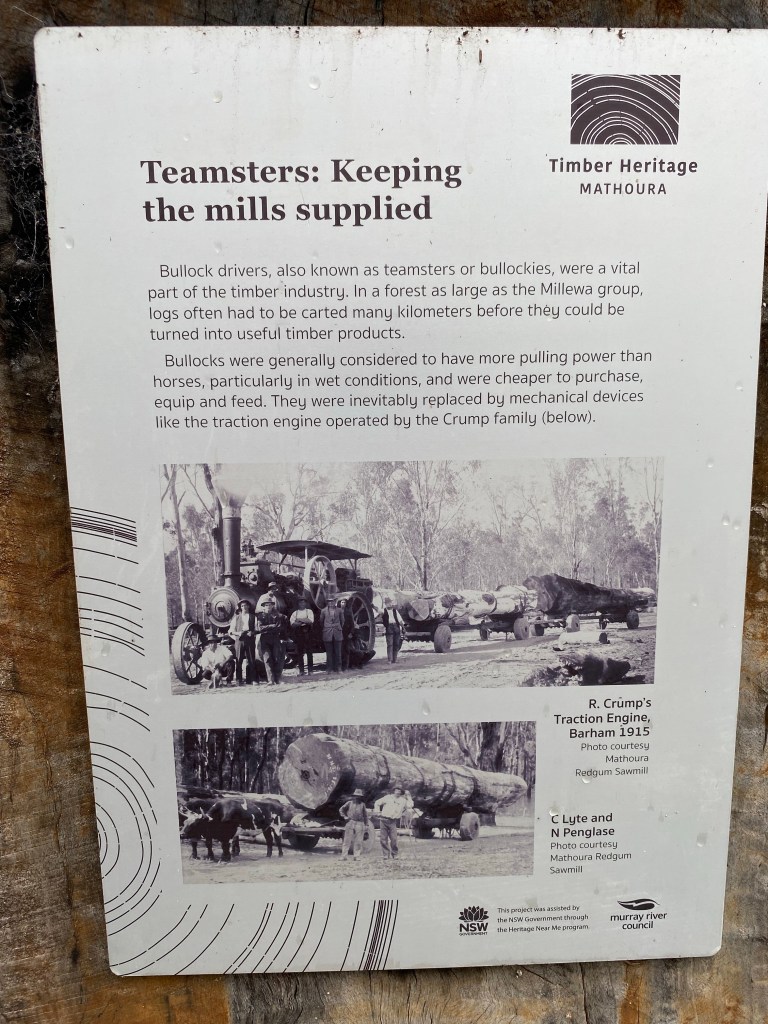 Timber Heritage
MATHOURA
Teamsters: Keeping
the mills supplied
Bullock drivers, also known as teamsters or bullockies, were a vital
part of the timber industry. In a forest as large as the Millewa group,
logs often had to be carted many kilometers before they could be
turned into useful timber products.
Bullocks were generally considered to have more pulling power than
horses, particularly in wet conditions, and were cheaper to purchase,
equip and feed. They were inevitably replaced by mechanical devices
like the traction engine operated by the Crump family (below).
R. Crump's
Traction Engine,
Barham 1915
Photo courtesy
Mathoura
Redgum Sawmill
C Lyte and
N Penglase
Photo courtesy
Mathoura Redgum
Sawmill
NSW
GOVERNMENT
This project was assisted by
the NSW Government through
the Heritage Near Me program.
murray river
council